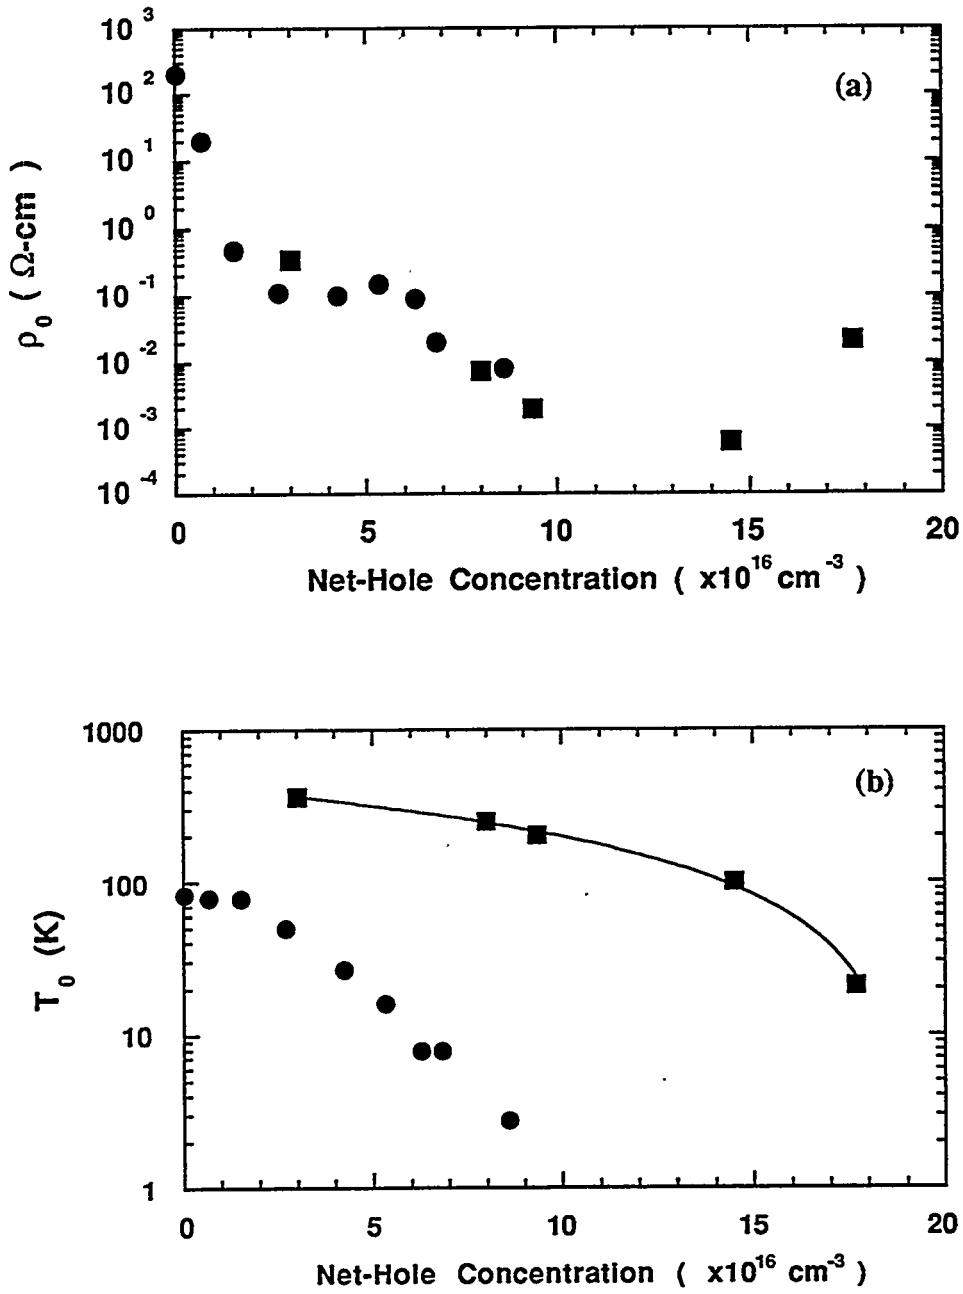 10 3
10 2
10 1
10 0
10 -1
10 -2
10 -3
10 -4
ρ0 ( Ω-cm )
(a)
0 5 10 15 20
Net-Hole Concentration ( x10 16 cm -3 )
1000
100
10
1
T0 (K)
(b)
0 5 10 15 20
Net-Hole Concentration ( x10 16 cm -3 )